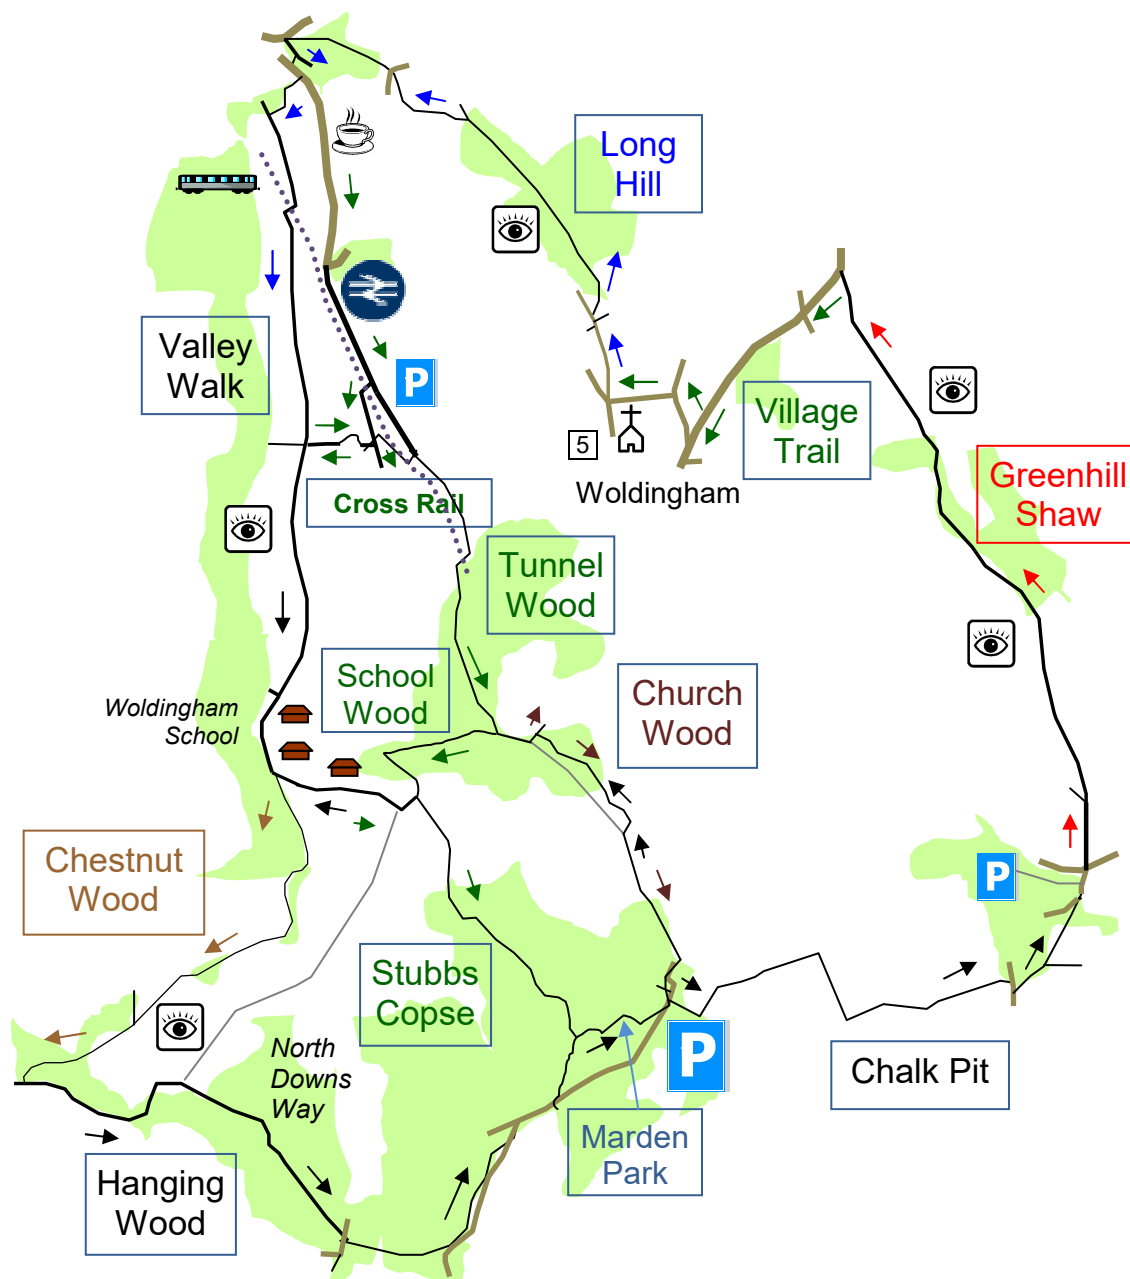 Long
Hill
Valley
Walk
P
Village
Trail
5
Woldingham
Greenhill
Shaw
Cross Rail
Tunnel
Wood
School
Wood
Church
Wood
Woldingham
School
Chestnut
Wood
P
Stubbs
Copse
North
Downs
Way
P
Chalk Pit
Marden
Park
Hanging
Wood